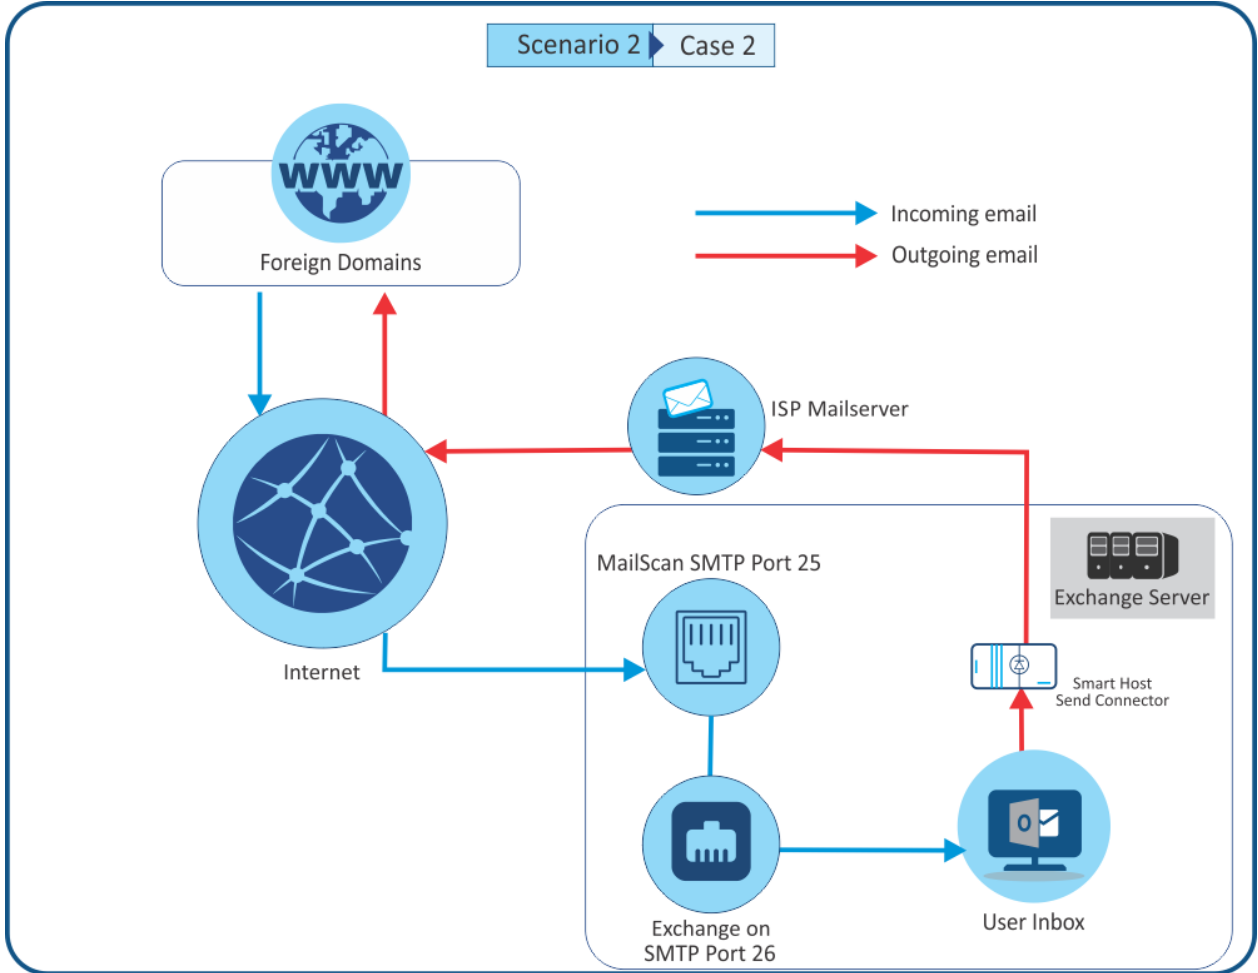 Scenario 2 Case 2
WWW
Foreign Domains
Incoming email
Outgoing email
ISP Mailserver
MailScan SMTP Port 25
Exchange Server
Internet
Smart Host
Send Connector
O
User Inbox
Exchange on
SMTP Port 26